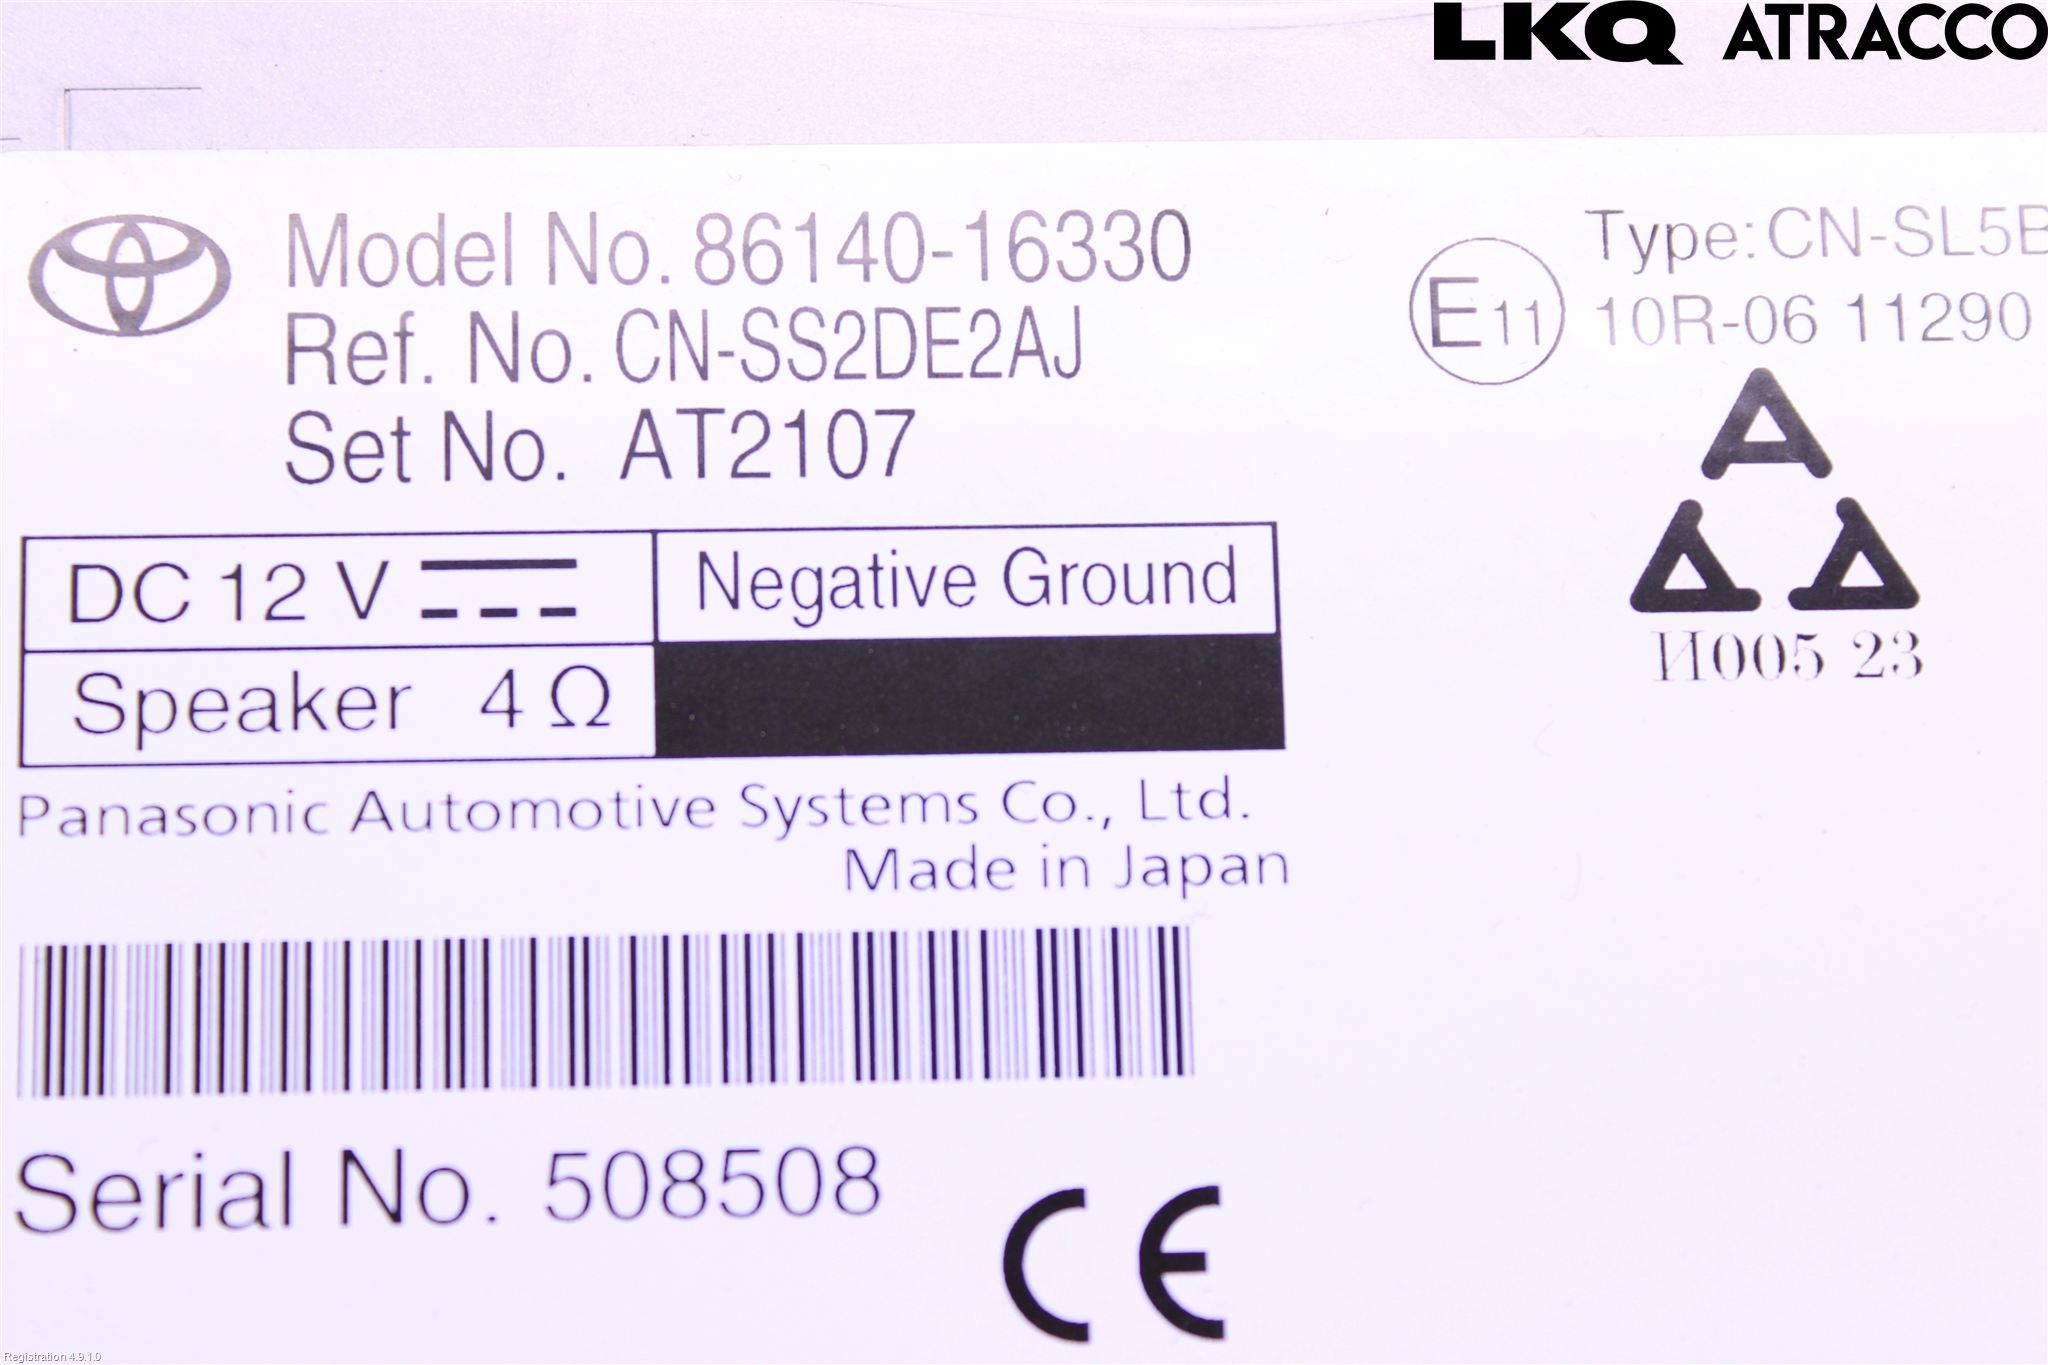 LKQ ATRACCO
Model No. 86140-16330
Ref. No. CN-SS2DE2AJ
Set No. AT2107
Type: CN-SL5B
E11 10R-06 11290
И005 23
DC 12 V
Negative Ground
Speaker 4 Ω
Panasonic Automotive Systems Co., Ltd.
Made in Japan
Serial No. 508508
CE
Registration 4.9.1.0